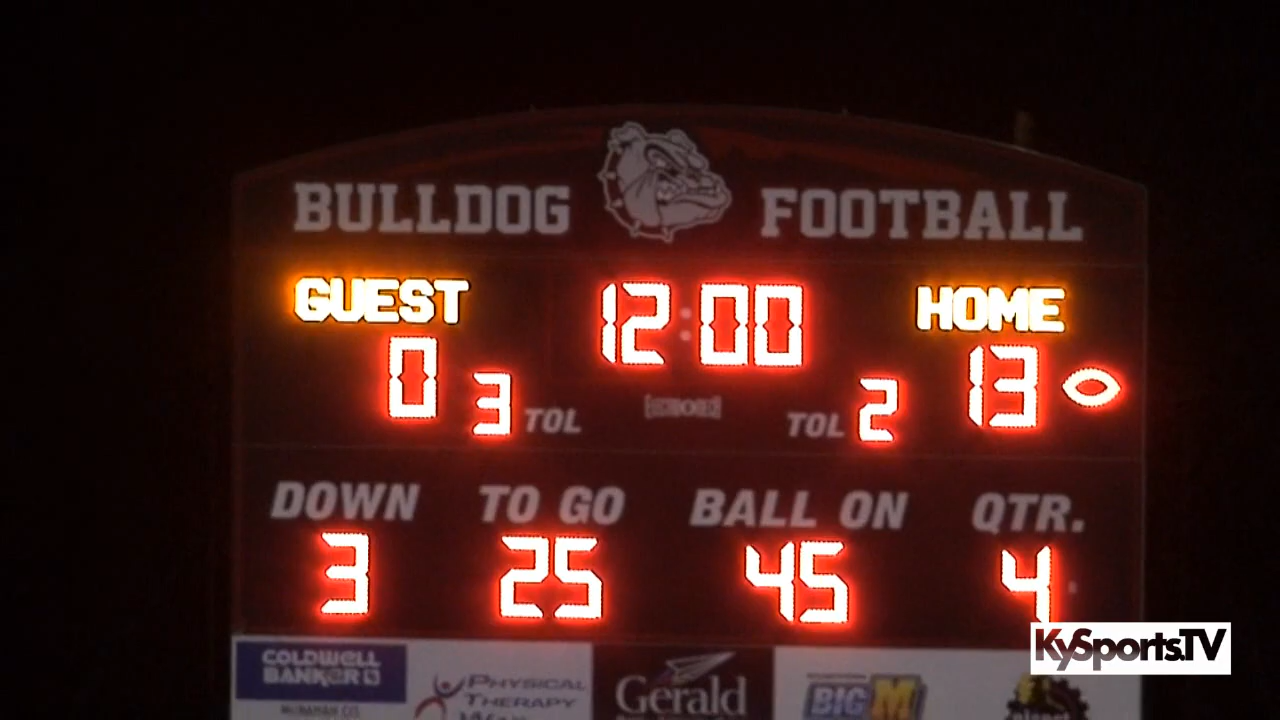 BULLDOG FOOTBALL
GUEST 12:00 HOME
0 3 TOL TOL 2 13
DOWN TO GO BALL ON QTR.
3 25 45 4
KySports.TV
COLDWELL
BANKER
PHYSICAL
THERAPY
Gerald
BIG M